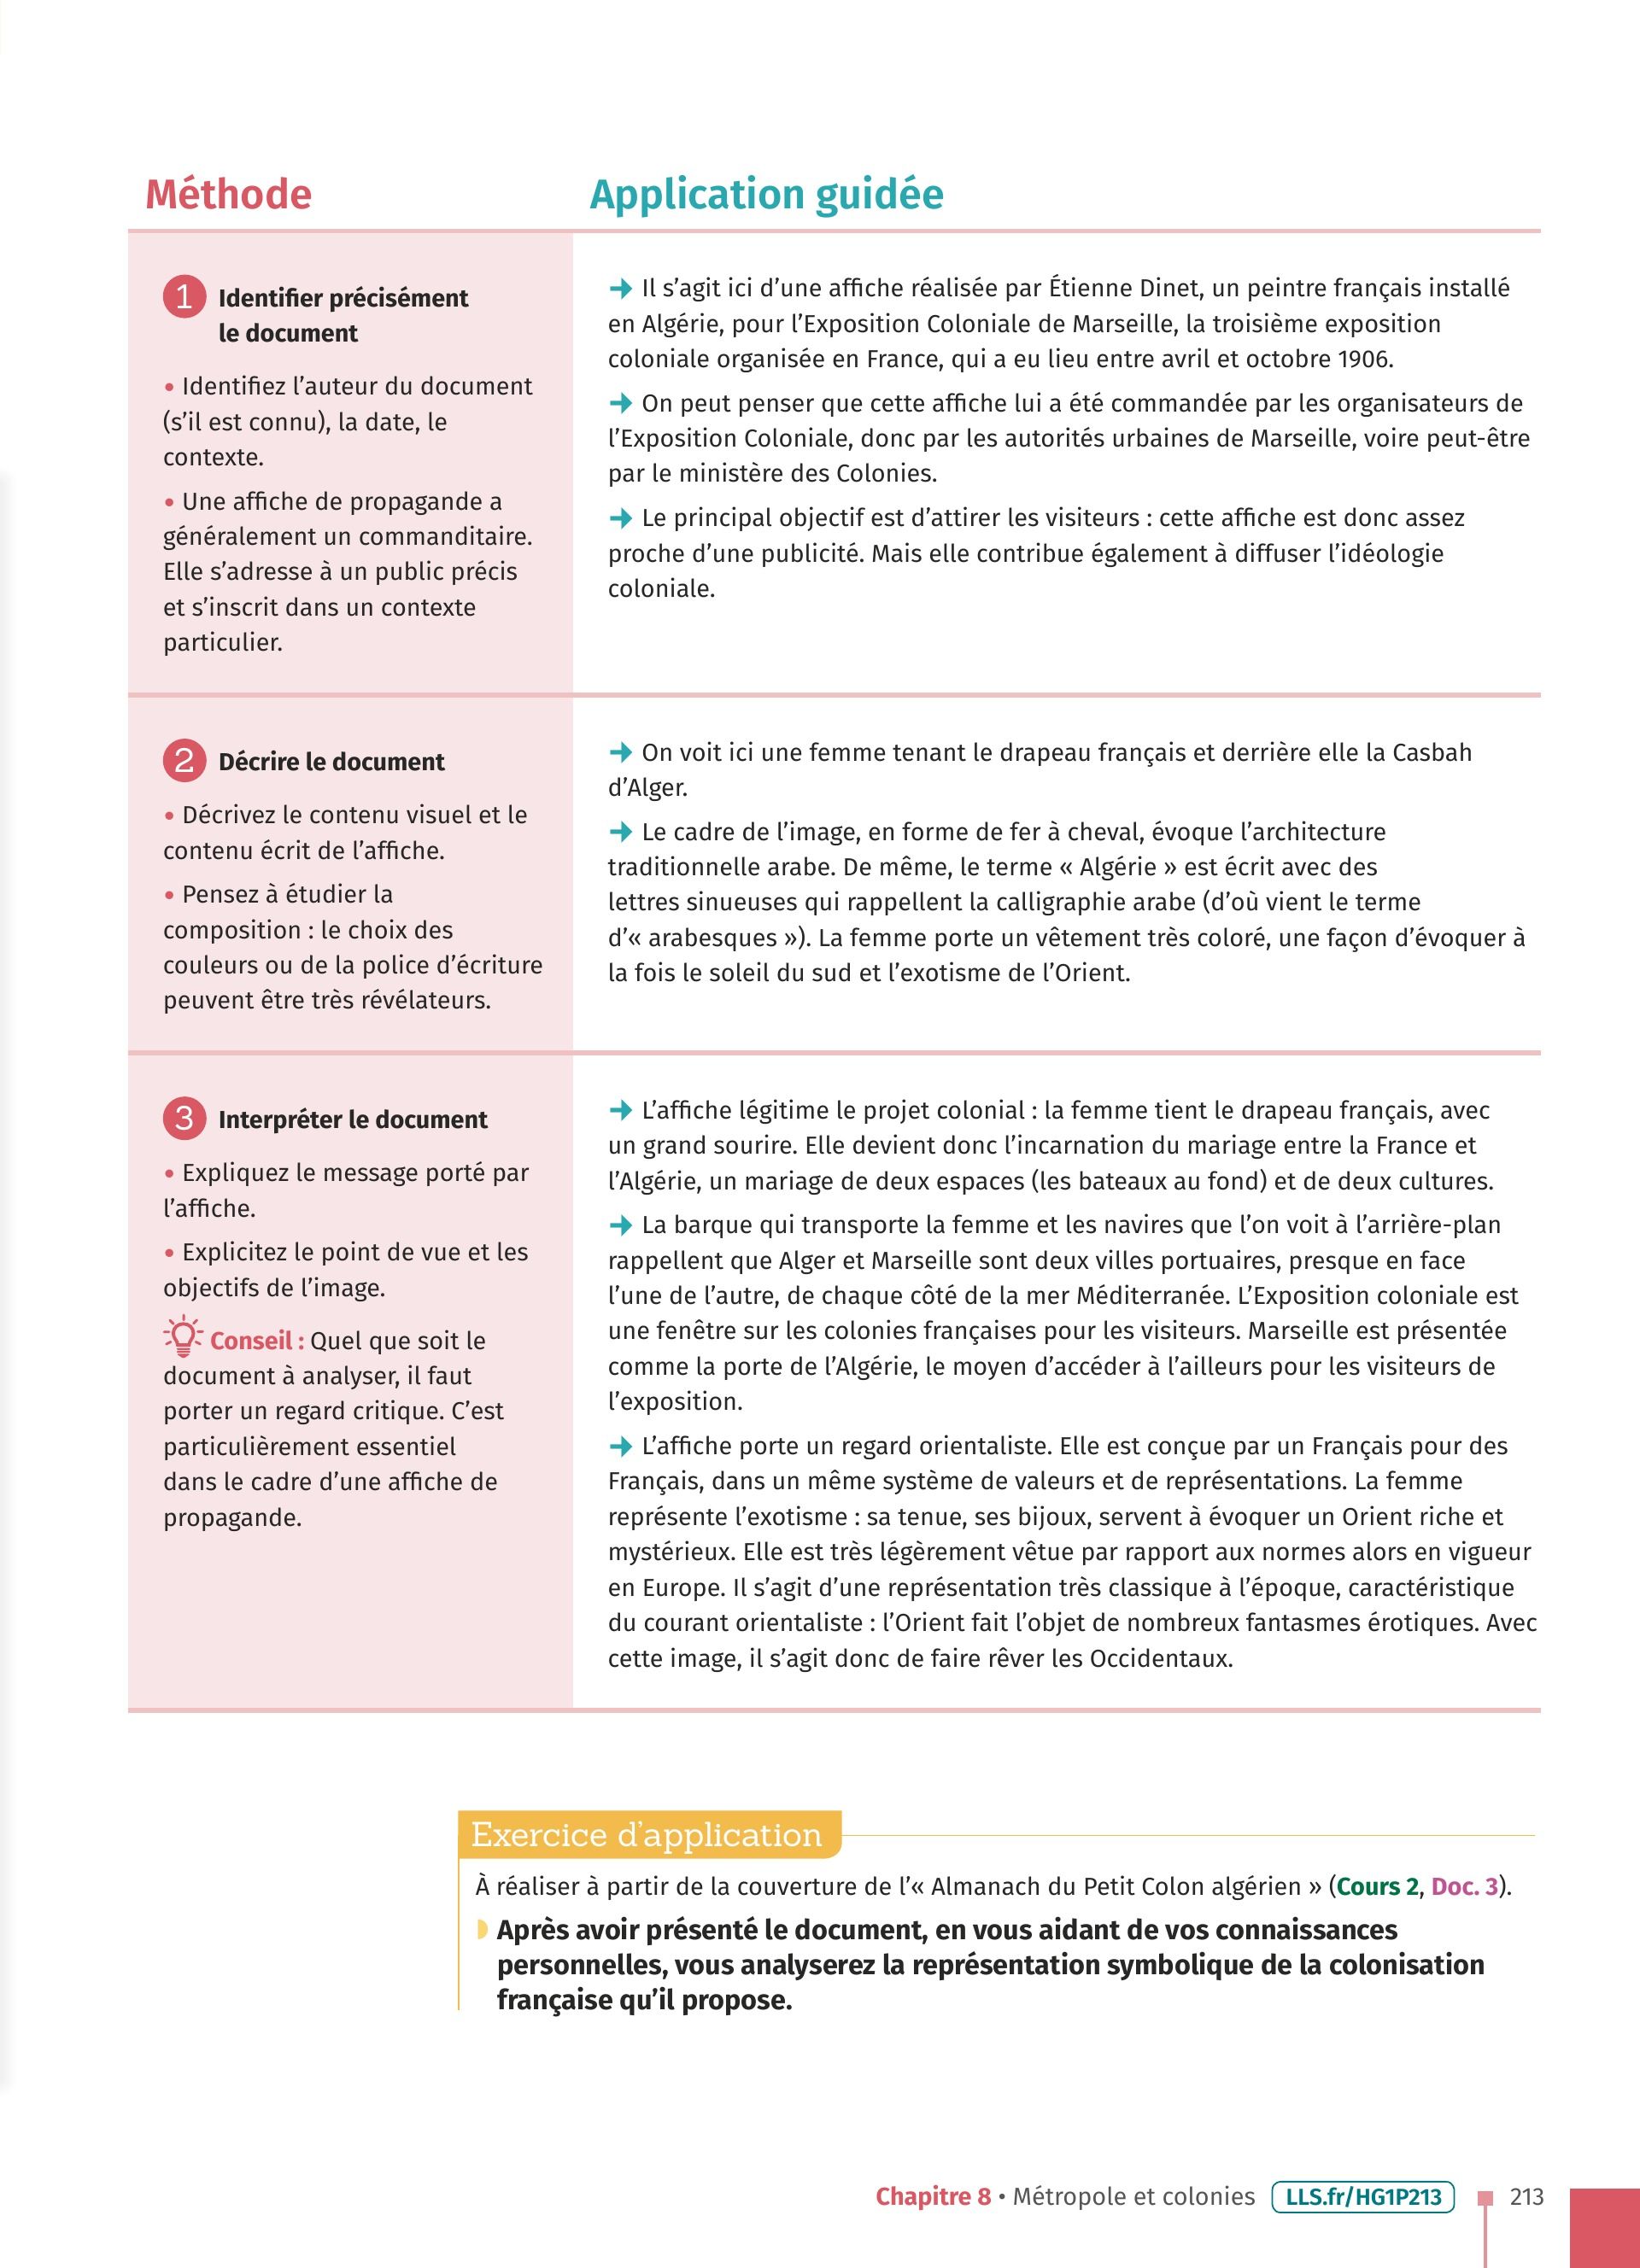 Méthode
Application guidée
1 Identifier précisément
le document
• Identifiez l’auteur du document
(s’il est connu), la date, le
contexte.
• Une affiche de propagande a
généralement un commanditaire.
Elle s’adresse à un public précis
et s’inscrit dans un contexte
particulier.
➔ Il s’agit ici d’une affiche réalisée par Étienne Dinet, un peintre français installé
en Algérie, pour l’Exposition Coloniale de Marseille, la troisième exposition
coloniale organisée en France, qui a eu lieu entre avril et octobre 1906.
➔ On peut penser que cette affiche lui a été commandée par les organisateurs de
l’Exposition Coloniale, donc par les autorités urbaines de Marseille, voire peut-être
par le ministère des Colonies.
➔ Le principal objectif est d’attirer les visiteurs : cette affiche est donc assez
proche d’une publicité. Mais elle contribue également à diffuser l’idéologie
coloniale.
2 Décrire le document
• Décrivez le contenu visuel et le
contenu écrit de l’affiche.
• Pensez à étudier la
composition : le choix des
couleurs ou de la police d’écriture
peuvent être très révélateurs.
➔ On voit ici une femme tenant le drapeau français et derrière elle la Casbah
d’Alger.
➔ Le cadre de l’image, en forme de fer à cheval, évoque l’architecture
traditionnelle arabe. De même, le terme « Algérie » est écrit avec des
lettres sinueuses qui rappellent la calligraphie arabe (d’où vient le terme
d’« arabesques »). La femme porte un vêtement très coloré, une façon d’évoquer à
la fois le soleil du sud et l’exotisme de l’Orient.
3 Interpréter le document
• Expliquez le message porté par
l’affiche.
• Explicitez le point de vue et les
objectifs de l’image.
Conseil : Quel que soit le
document à analyser, il faut
porter un regard critique. C’est
particulièrement essentiel
dans le cadre d’une affiche de
propagande.
➔ L’affiche légitime le projet colonial : la femme tient le drapeau français, avec
un grand sourire. Elle devient donc l’incarnation du mariage entre la France et
l’Algérie, un mariage de deux espaces (les bateaux au fond) et de deux cultures.
➔ La barque qui transporte la femme et les navires que l’on voit à l’arrière-plan
rappellent que Alger et Marseille sont deux villes portuaires, presque en face
l’une de l’autre, de chaque côté de la mer Méditerranée. L’Exposition coloniale est
une fenêtre sur les colonies françaises pour les visiteurs. Marseille est présentée
comme la porte de l’Algérie, le moyen d’accéder à l’ailleurs pour les visiteurs de
l’exposition.
➔ L’affiche porte un regard orientaliste. Elle est conçue par un Français pour des
Français, dans un même système de valeurs et de représentations. La femme
représente l’exotisme : sa tenue, ses bijoux, servent à évoquer un Orient riche et
mystérieux. Elle est très légèrement vêtue par rapport aux normes alors en vigueur
en Europe. Il s’agit d’une représentation très classique à l’époque, caractéristique
du courant orientaliste : l’Orient fait l’objet de nombreux fantasmes érotiques. Avec
cette image, il s’agit donc de faire rêver les Occidentaux.
Exercice d’application
À réaliser à partir de la couverture de l’« Almanach du Petit Colon algérien » (Cours 2, Doc. 3).
Après avoir présenté le document, en vous aidant de vos connaissances
personnelles, vous analyserez la représentation symbolique de la colonisation
française qu’il propose.
Chapitre 8 • Métropole et colonies LLS.fr/HG1P213 213